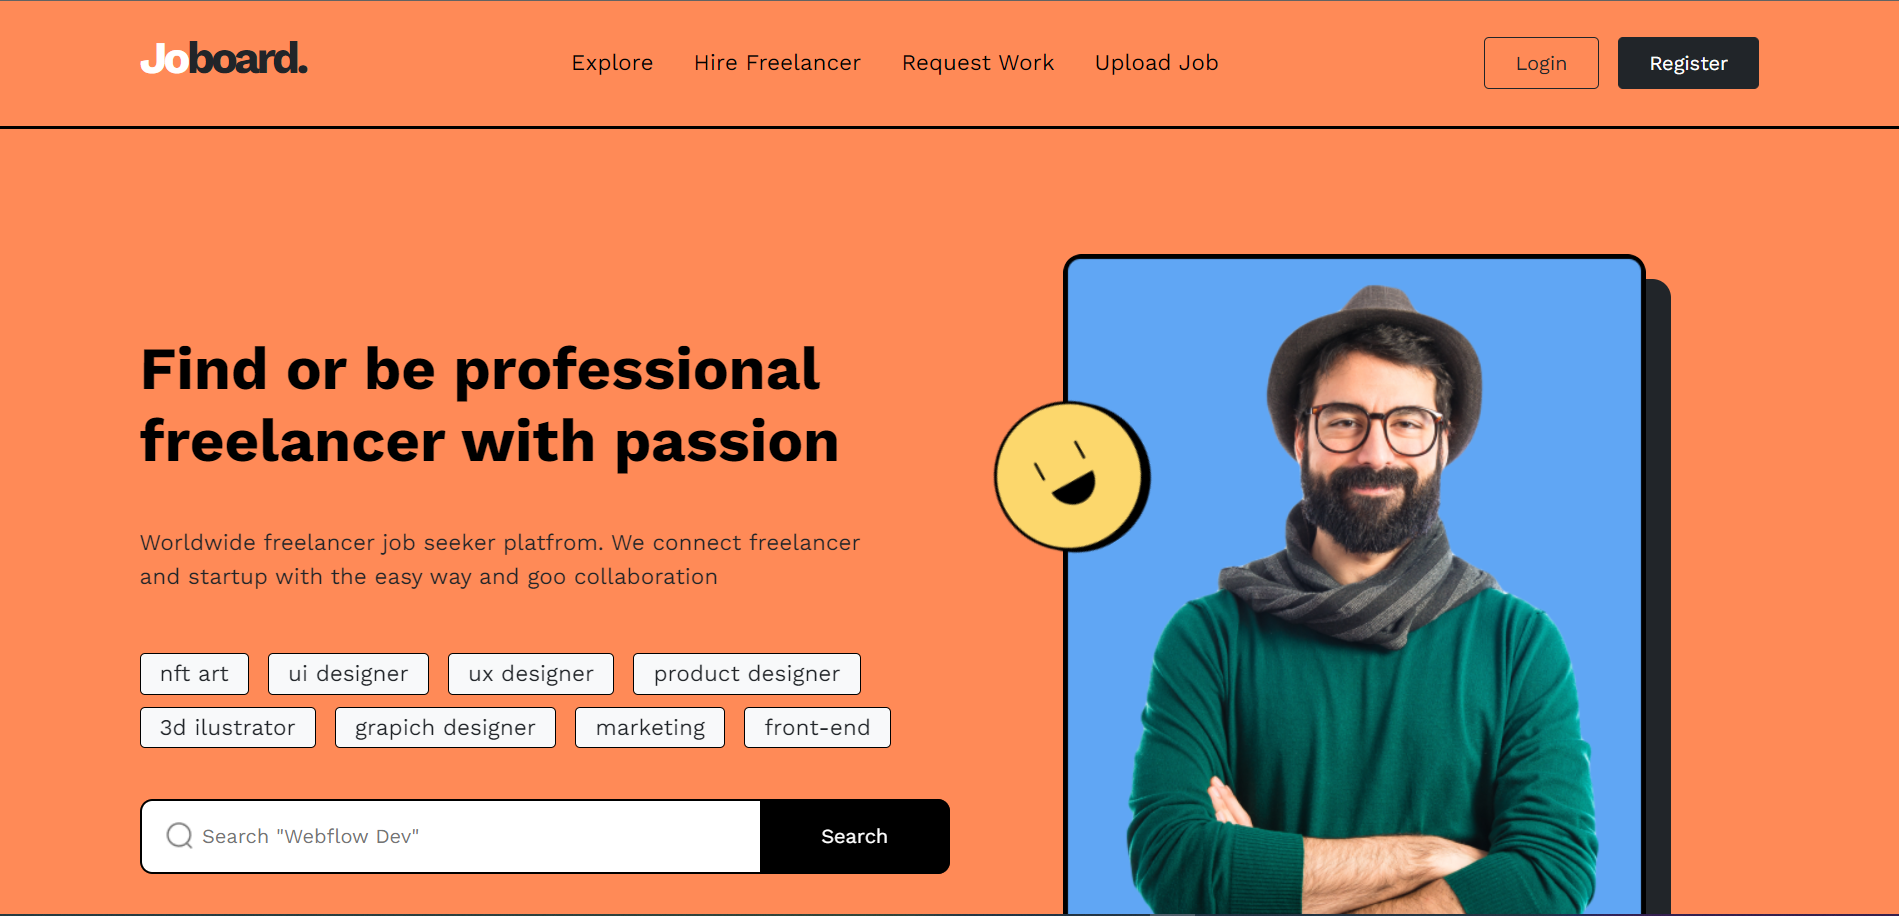 Joboard.
Explore
Hire Freelancer
Request Work
Upload Job
Login
Register
Find or be professional
freelancer with passion
Worldwide freelancer job seeker platfrom. We connect freelancer
and startup with the easy way and goo collaboration
nft art
ui designer
ux designer
product designer
3d ilustrator
grapich designer
marketing
front-end
Search "Webflow Dev"
Search